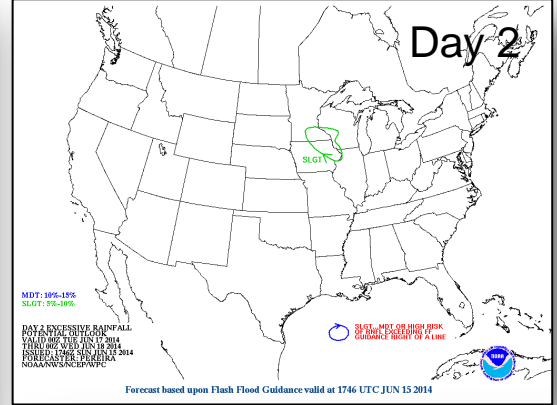 Day 2
SLGT
MDT: 10%-15%
SLGT: 5%-10%
DAY 2 EXCESSIVE RAINFALL
POTENTIAL OUTLOOK
VALID 00Z TUE JUN 17 2014
THRU 00Z WED JUN 18 2014
ISSUED: 1746Z SUN JUN 15 2014
FORECASTER: PEREIRA
NOAA/NWS/NCEP/WPC
SLGT...MDT OR HIGH RISK
OF RNFL EXCEEDING FF
GUIDANCE RIGHT OF A LINE
NOAA
Forecast based upon Flash Flood Guidance valid at 1746 UTC JUN 15 2014